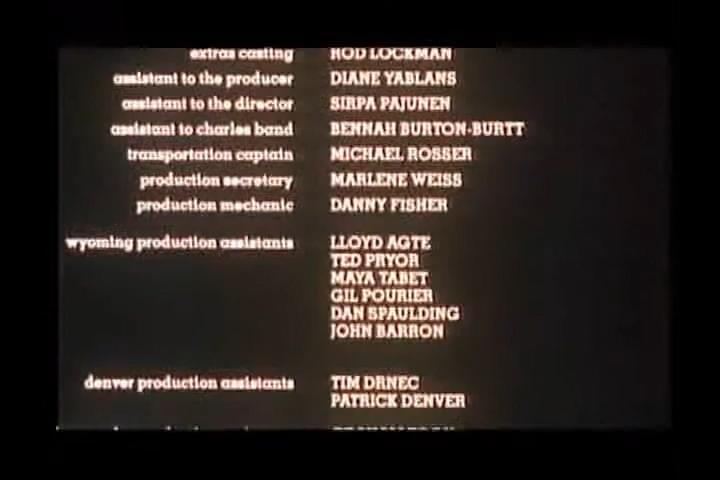 extras casting ROD LOCKMAN
assistant to the producer DIANE YABLANS
assistant to the director SIRPA PAJUNEN
assistant to charles band BENNAH BURTON-BURTT
transportation captain MICHAEL ROSSER
production secretary MARLENE WEISS
production mechanic DANNY FISHER
wyoming production assistants LLOYD AGTE
TED PRYOR
MAYA TABET
GIL POURIER
DAN SPAULDING
JOHN BARRON
denver production assistants TIM DRNEC
PATRICK DENVER